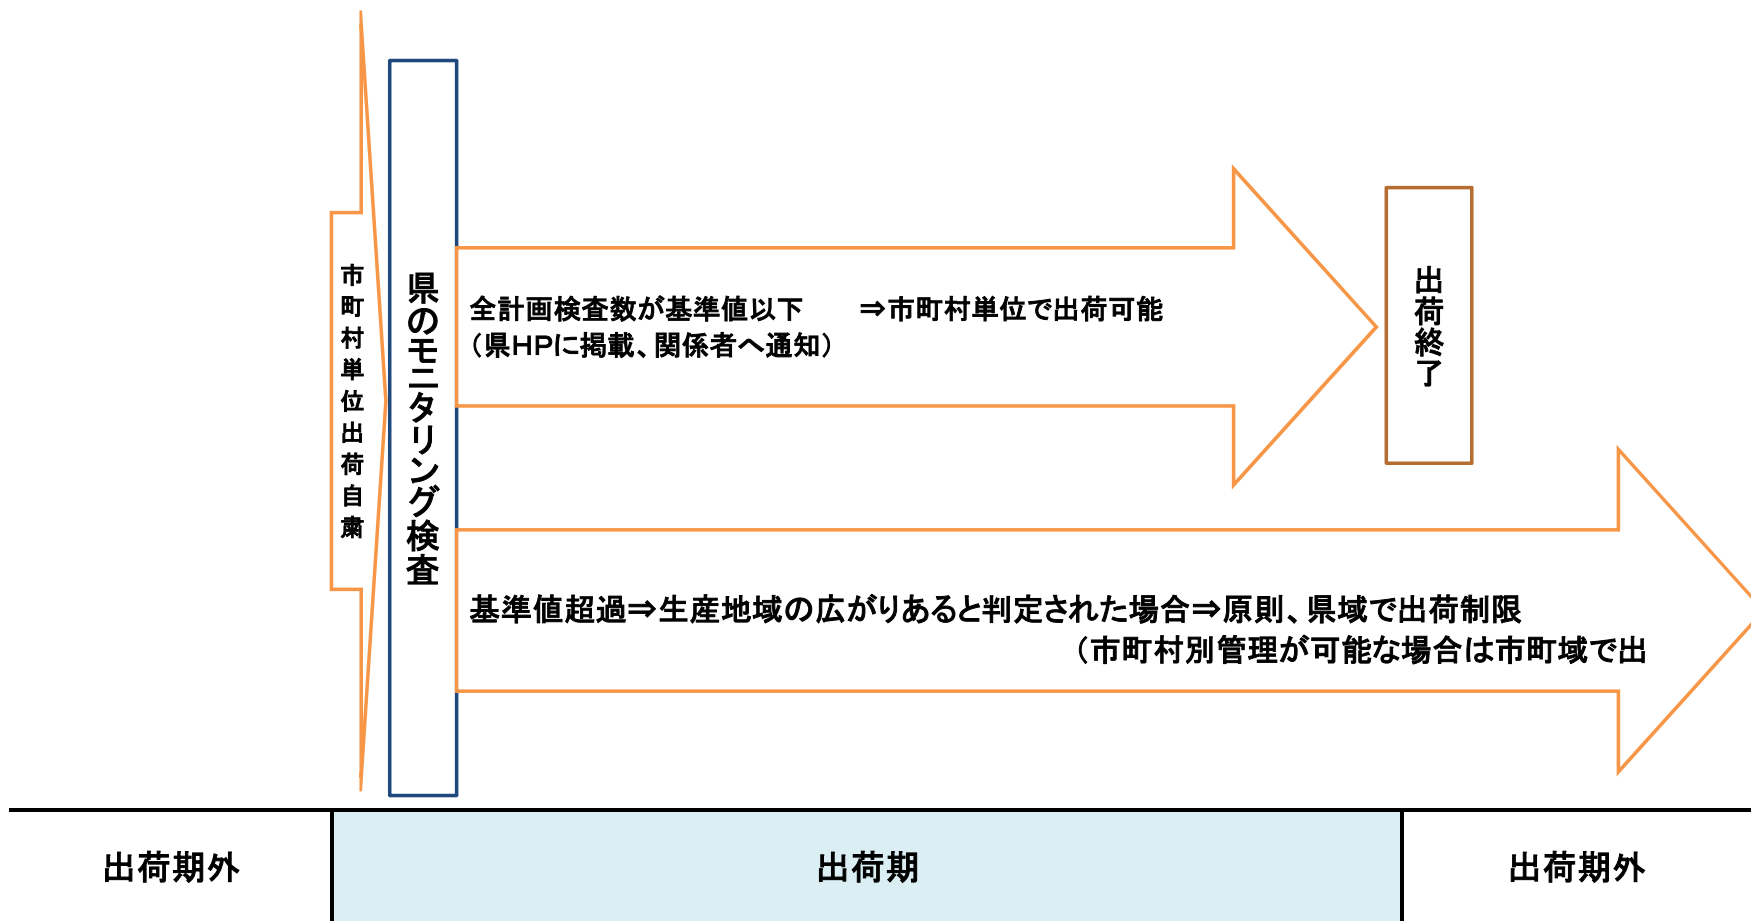 市町村単位出荷自粛
県のモニタリング検査
全計画検査数が基準値以下　　⇒市町村単位で出荷可能
（県HPに掲載、関係者へ通知）
出荷終了
基準値超過⇒生産地域の広がりあると判定された場合⇒原則、県域で出荷制限
（市町村別管理が可能な場合は市町域で出
出荷期外
出荷期
出荷期外